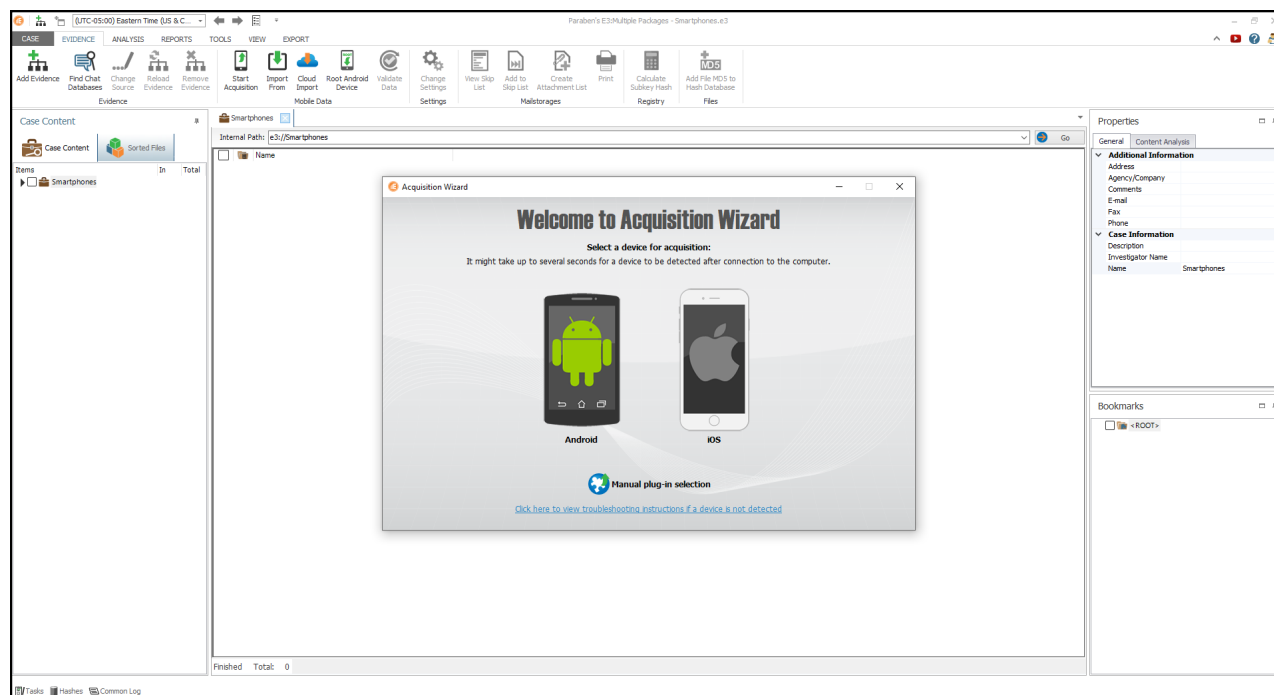 (UTC-05:00) Eastern Time (US & C...
Paraben's E3:Multiple Packages - Smartphones.e3
CASE EVIDENCE ANALYSIS REPORTS TOOLS VIEW EXPORT
Add Evidence
Find Chat Databases
Change Source
Reload Evidence
Remove Evidence
Start Acquisition
Import From
Cloud Import
Root Android Device
Validate Data
Change Settings
View Skip List
Add to Skip List
Create Attachment List
Print
Calculate Subkey Hash
MD5
Add File MD5 to Hash Database
Evidence Mobile Data Settings Mailstorages Registry Files
Case Content
Case Content Sorted Files
Items In Total
Smartphones
Smartphones
Internal Path: e3://Smartphones Go
Name
Acquisition Wizard
Welcome to Acquisition Wizard
Select a device for acquisition:
It might take up to several seconds for a device to be detected after connection to the computer.
Android iOS
Manual plug-in selection
Click here to view troubleshooting instructions if a device is not detected
Finished Total: 0
Properties
General Content Analysis
Additional Information
Address
Agency/Company
Comments
E-mail
Fax
Phone
Case Information
Description
Investigator Name
Name Smartphones
Bookmarks
<ROOT>
Tasks Hashes Common Log